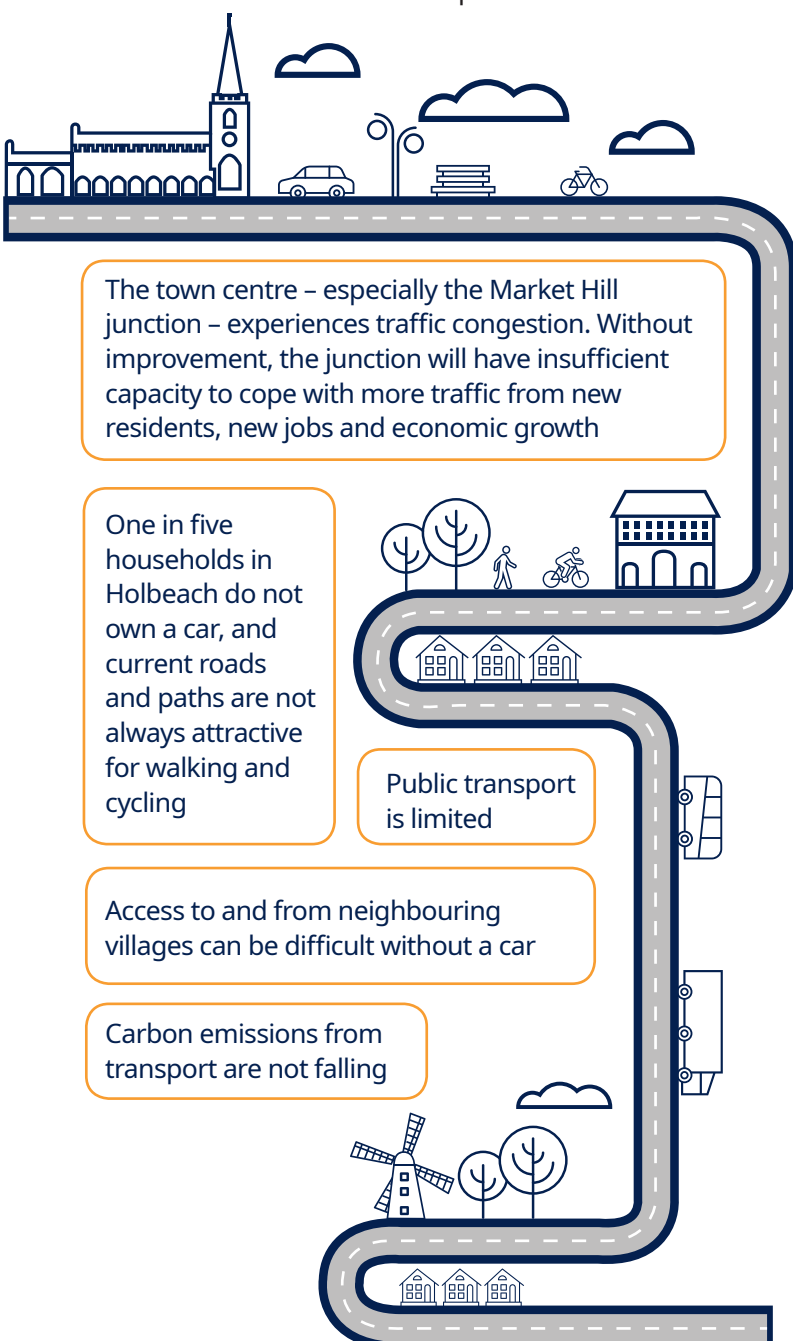 The town centre – especially the Market Hill
junction – experiences traffic congestion. Without
improvement, the junction will have insufficient
capacity to cope with more traffic from new
residents, new jobs and economic growth
One in five
households in
Holbeach do not
own a car, and
current roads
and paths are not
always attractive
for walking and
cycling
Public transport
is limited
Access to and from neighbouring
villages can be difficult without a car
Carbon emissions from
transport are not falling